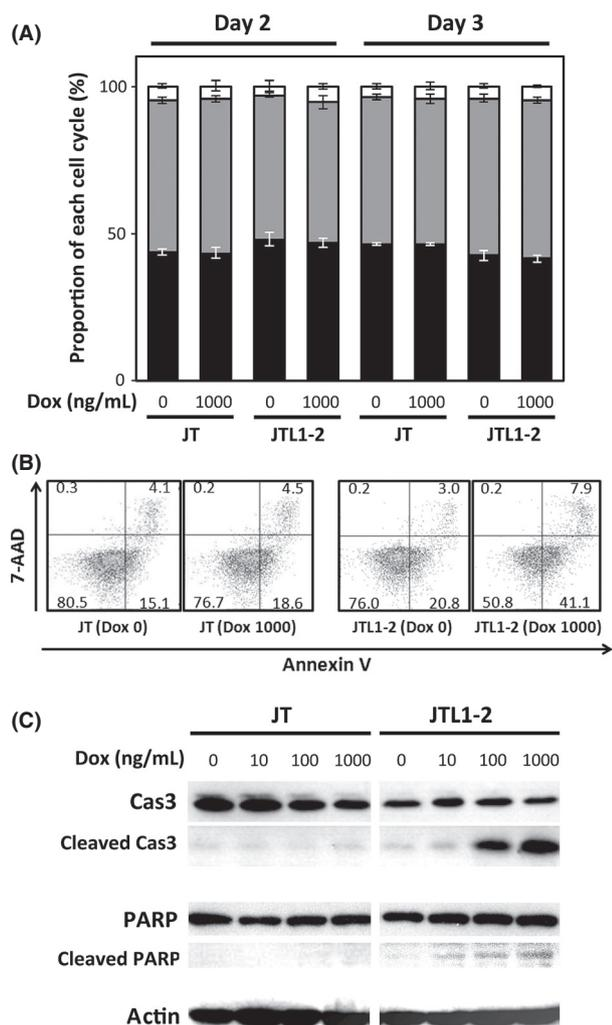 (A)
Day 2 Day 3
Proportion of each cell cycle (%)
100
50
0
Dox (ng/mL) 0 1000 0 1000 0 1000 0 1000
JT JTL1-2 JT JTL1-2
(B)
7-AAD
0.3 4.1 0.2 4.5 0.2 3.0 0.2 7.9
80.5 15.1 76.7 18.6 76.0 20.8 50.8 41.1
JT (Dox 0) JT (Dox 1000) JTL1-2 (Dox 0) JTL1-2 (Dox 1000)
Annexin V
(C)
JT JTL1-2
Dox (ng/mL) 0 10 100 1000 0 10 100 1000
Cas3
Cleaved Cas3
PARP
Cleaved PARP
Actin